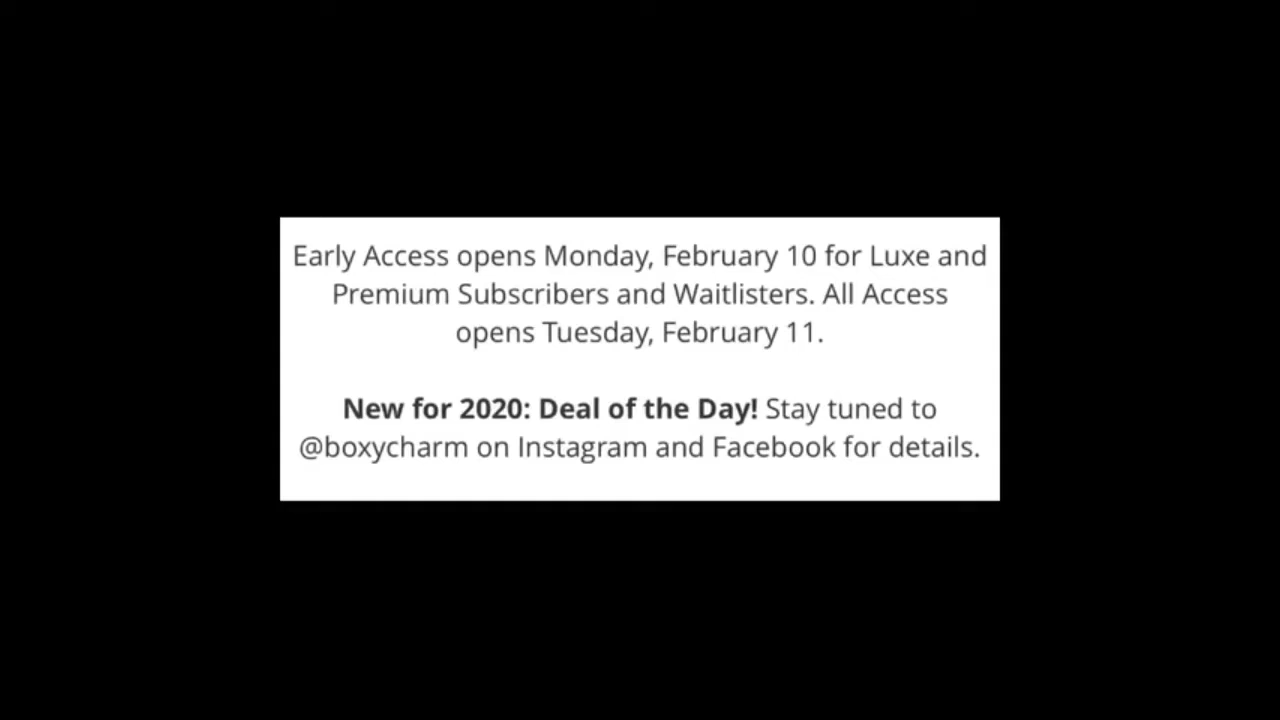 Early Access opens Monday, February 10 for Luxe and
Premium Subscribers and Waitlisters. All Access
opens Tuesday, February 11.
New for 2020: Deal of the Day! Stay tuned to
@boxycharm on Instagram and Facebook for details.